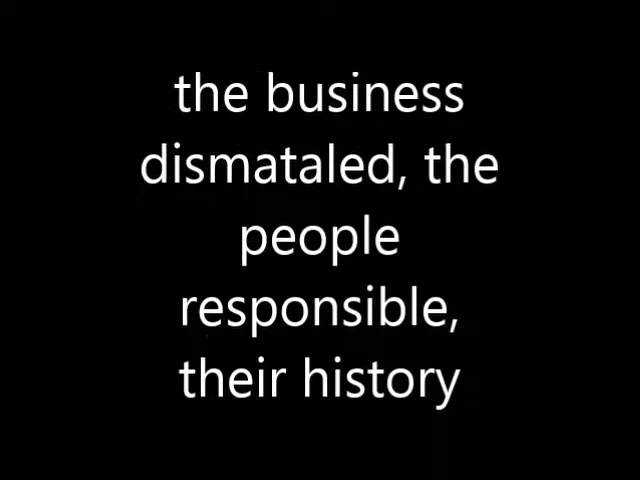 the business
dismataled, the
people
responsible,
their history